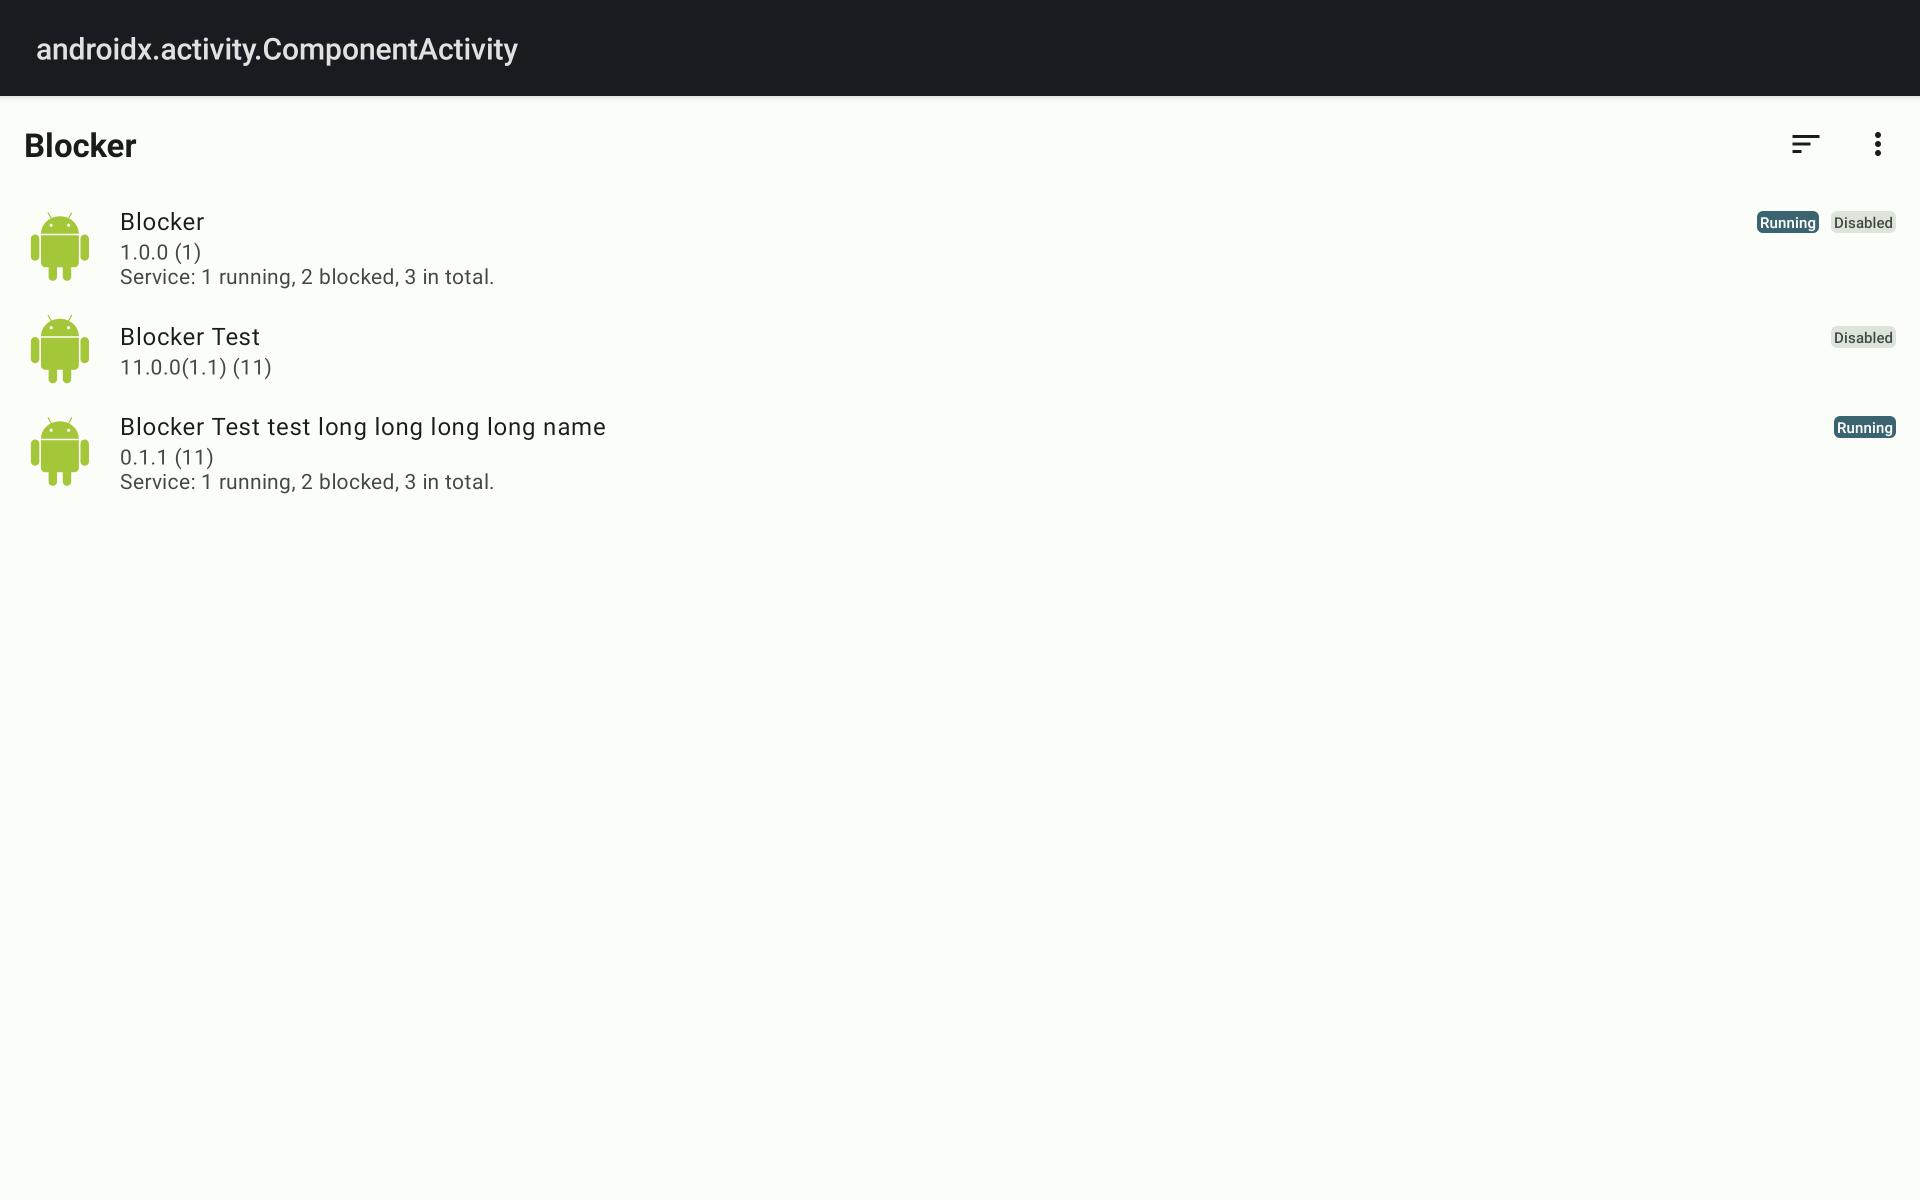 androidx.activity.ComponentActivity
Blocker
Blocker Running Disabled
1.0.0 (1)
Service: 1 running, 2 blocked, 3 in total.
Blocker Test Disabled
11.0.0(1.1) (11)
Blocker Test test long long long long name Running
0.1.1 (11)
Service: 1 running, 2 blocked, 3 in total.